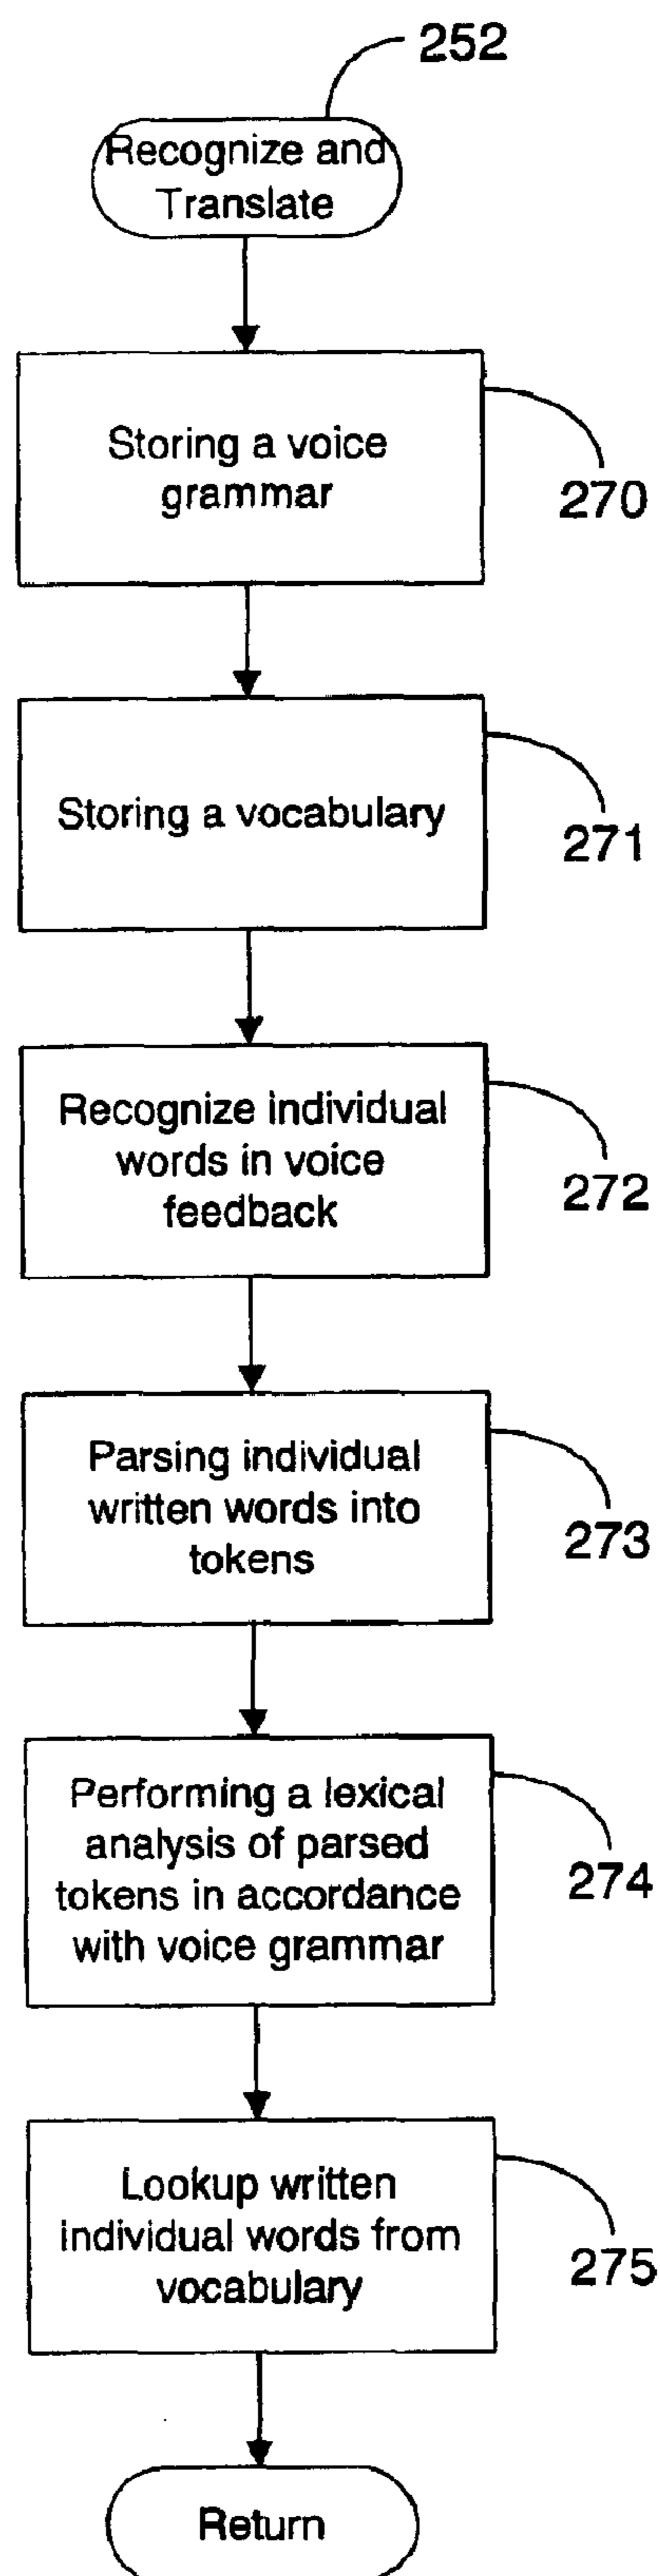 252
Recognize and
Translate
Storing a voice
grammar
270
Storing a vocabulary
271
Recognize individual
words in voice
feedback
272
Parsing individual
written words into
tokens
273
Performing a lexical
analysis of parsed
tokens in accordance
with voice grammar
274
Lookup written
individual words from
vocabulary
275
Return